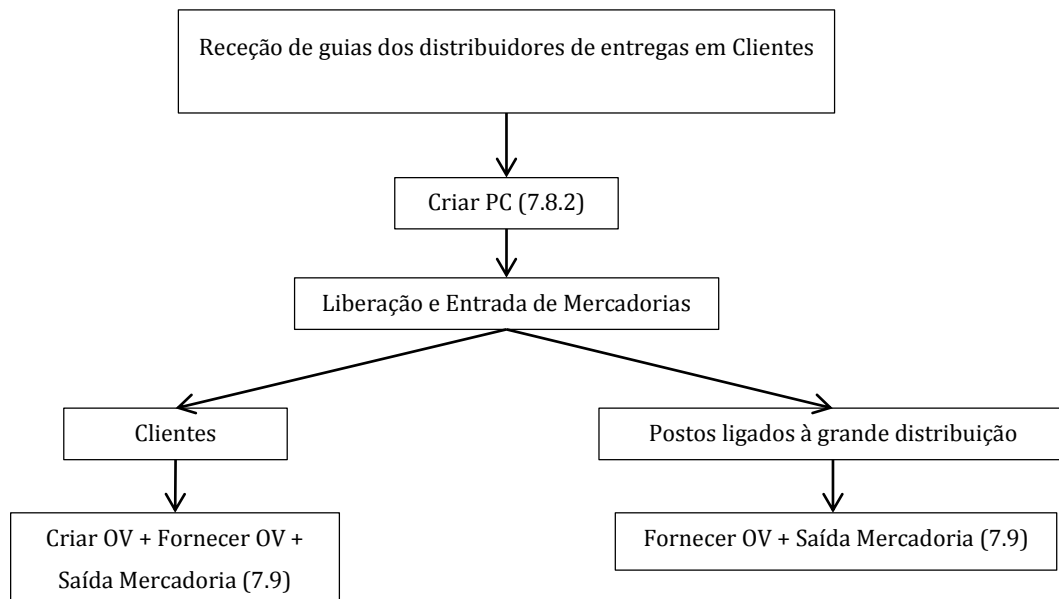 Receção de guias dos distribuidores de entregas em Clientes
Criar PC (7.8.2)
Liberação e Entrada de Mercadorias
Clientes
Postos ligados à grande distribuição
Criar OV + Fornecer OV +
Saída Mercadoria (7.9)
Fornecer OV + Saída Mercadoria (7.9)